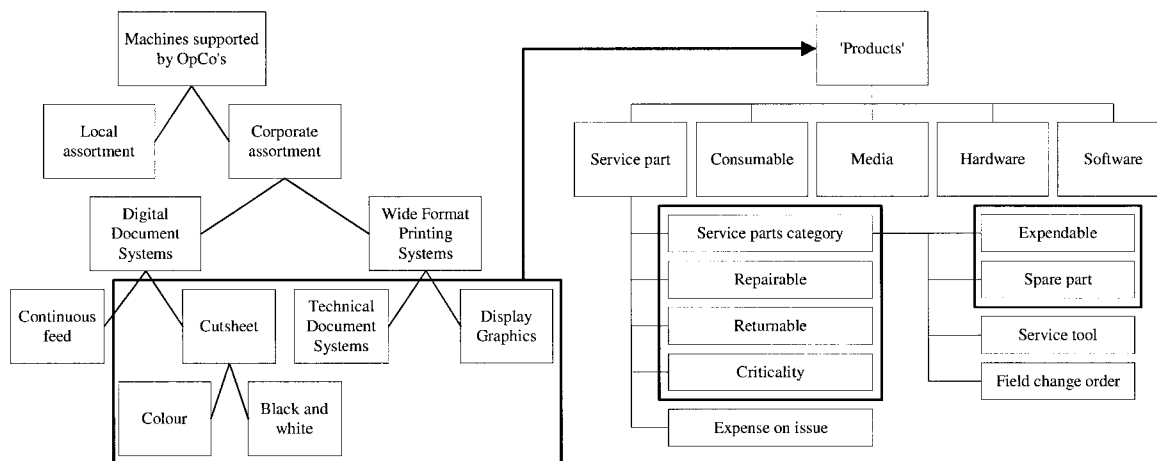 Machines supported
by OpCo's
Local
assortment
Corporate
assortment
Digital
Document
Systems
Wide Format
Printing
Systems
Continuous
feed
Cutsheet
Technical
Document
Systems
Display
Graphics
Colour
Black and
white
'Products'
Service part
Consumable
Media
Hardware
Software
Service parts category
Repairable
Returnable
Criticality
Expense on issue
Expendable
Spare part
Service tool
Field change order